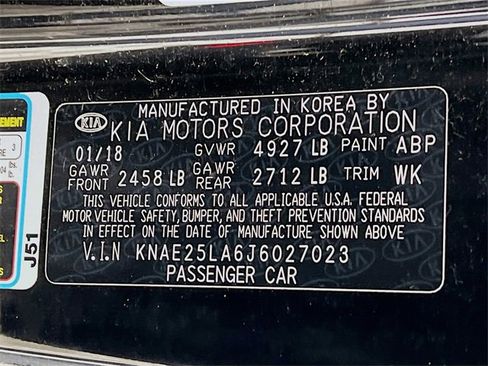 MANUFACTURED IN KOREA BY
KIA KIA MOTORS CORPORATION
01/18 GVWR 4927 LB PAINT ABP
GAWR FRONT 2458 LB GAWR REAR 2712 LB TRIM WK
THIS VEHICLE CONFORMS TO ALL APPLICABLE U.S.A. FEDERAL
MOTOR VEHICLE SAFETY, BUMPER, AND THEFT PREVENTION STANDARDS
IN EFFECT ON THE DATE OF MANUFACTURE SHOWN ABOVE
V.I.N KNAE25LA6J6027023
PASSENGER CAR
J51